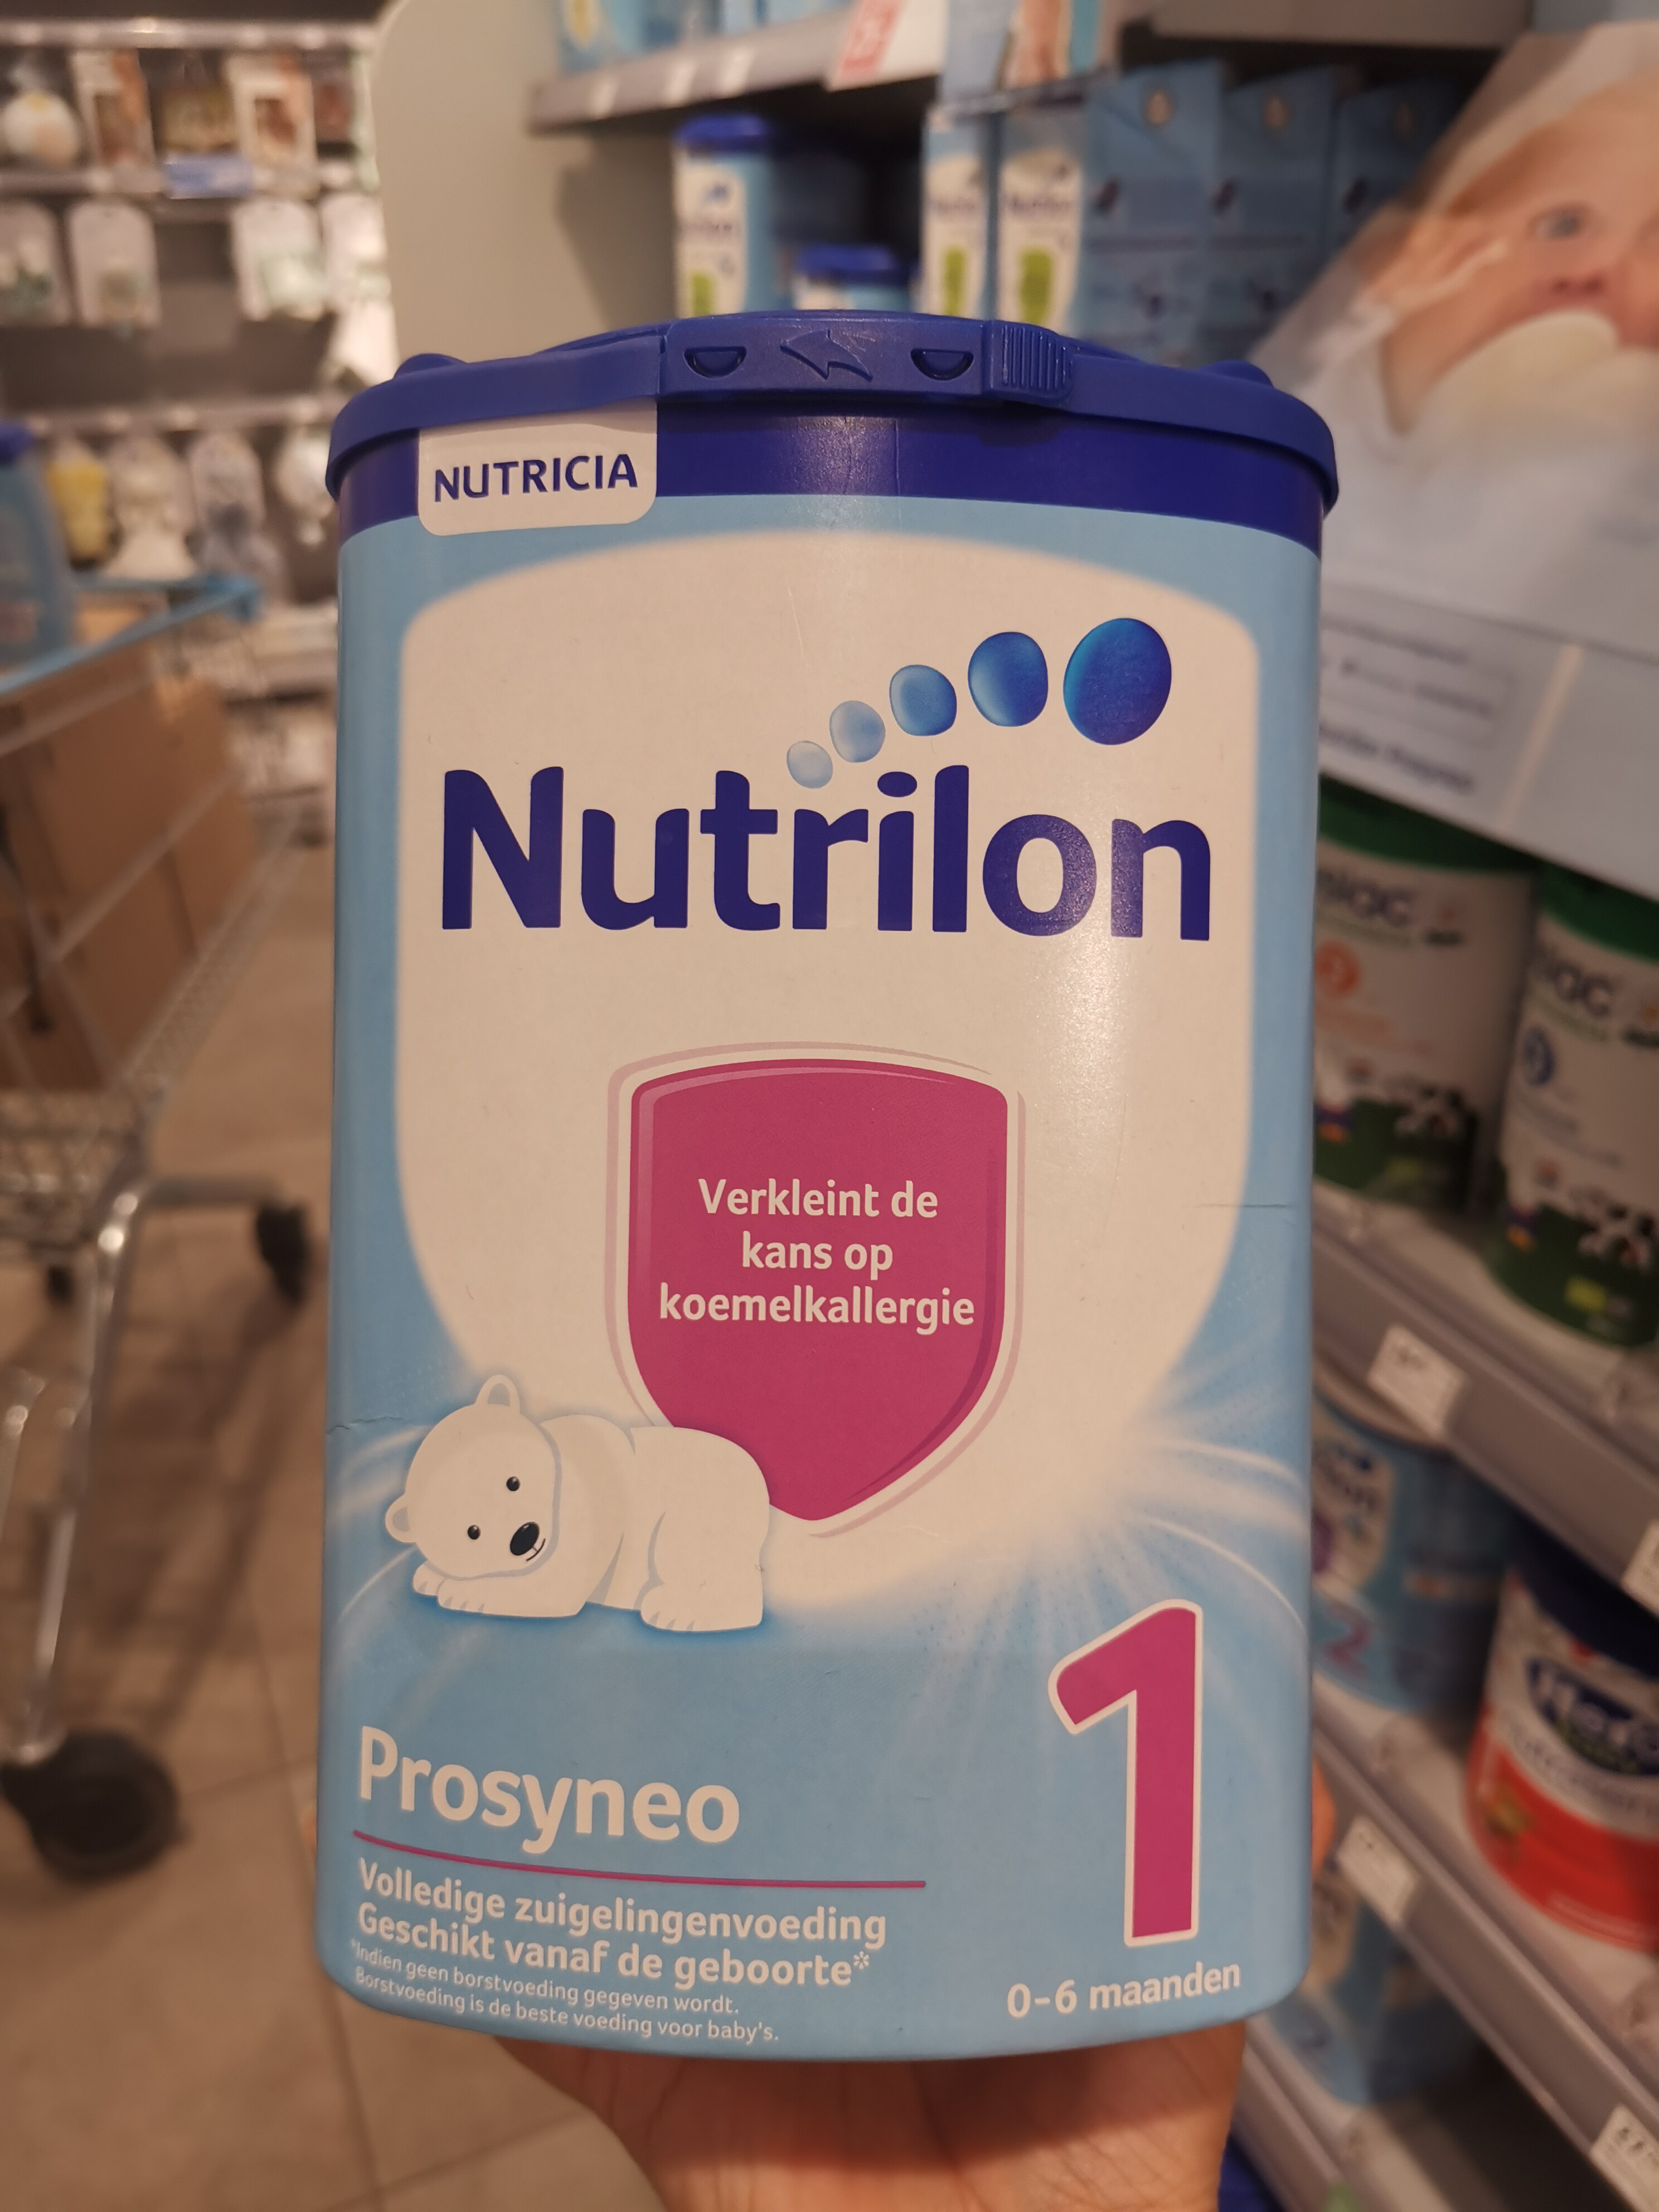 NUTRICIA
Nutrilon
Verkleint de
kans op
koemelkallergie
Prosyneo
1
Volledige zuigelingenvoeding
Geschikt vanaf de geboorte*
*Indien geen borstvoeding gegeven wordt.
Borstvoeding is de beste voeding voor baby's.
0-6 maanden
2